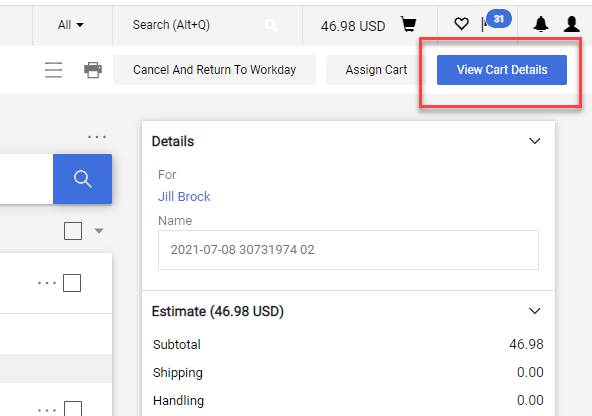 All Search (Alt+Q) 46.98 USD 31
Cancel And Return To Workday Assign Cart View Cart Details
Details
For
Jill Brock
Name
2021-07-08 30731974 02
Estimate (46.98 USD)
Subtotal 46.98
Shipping 0.00
Handling 0.00